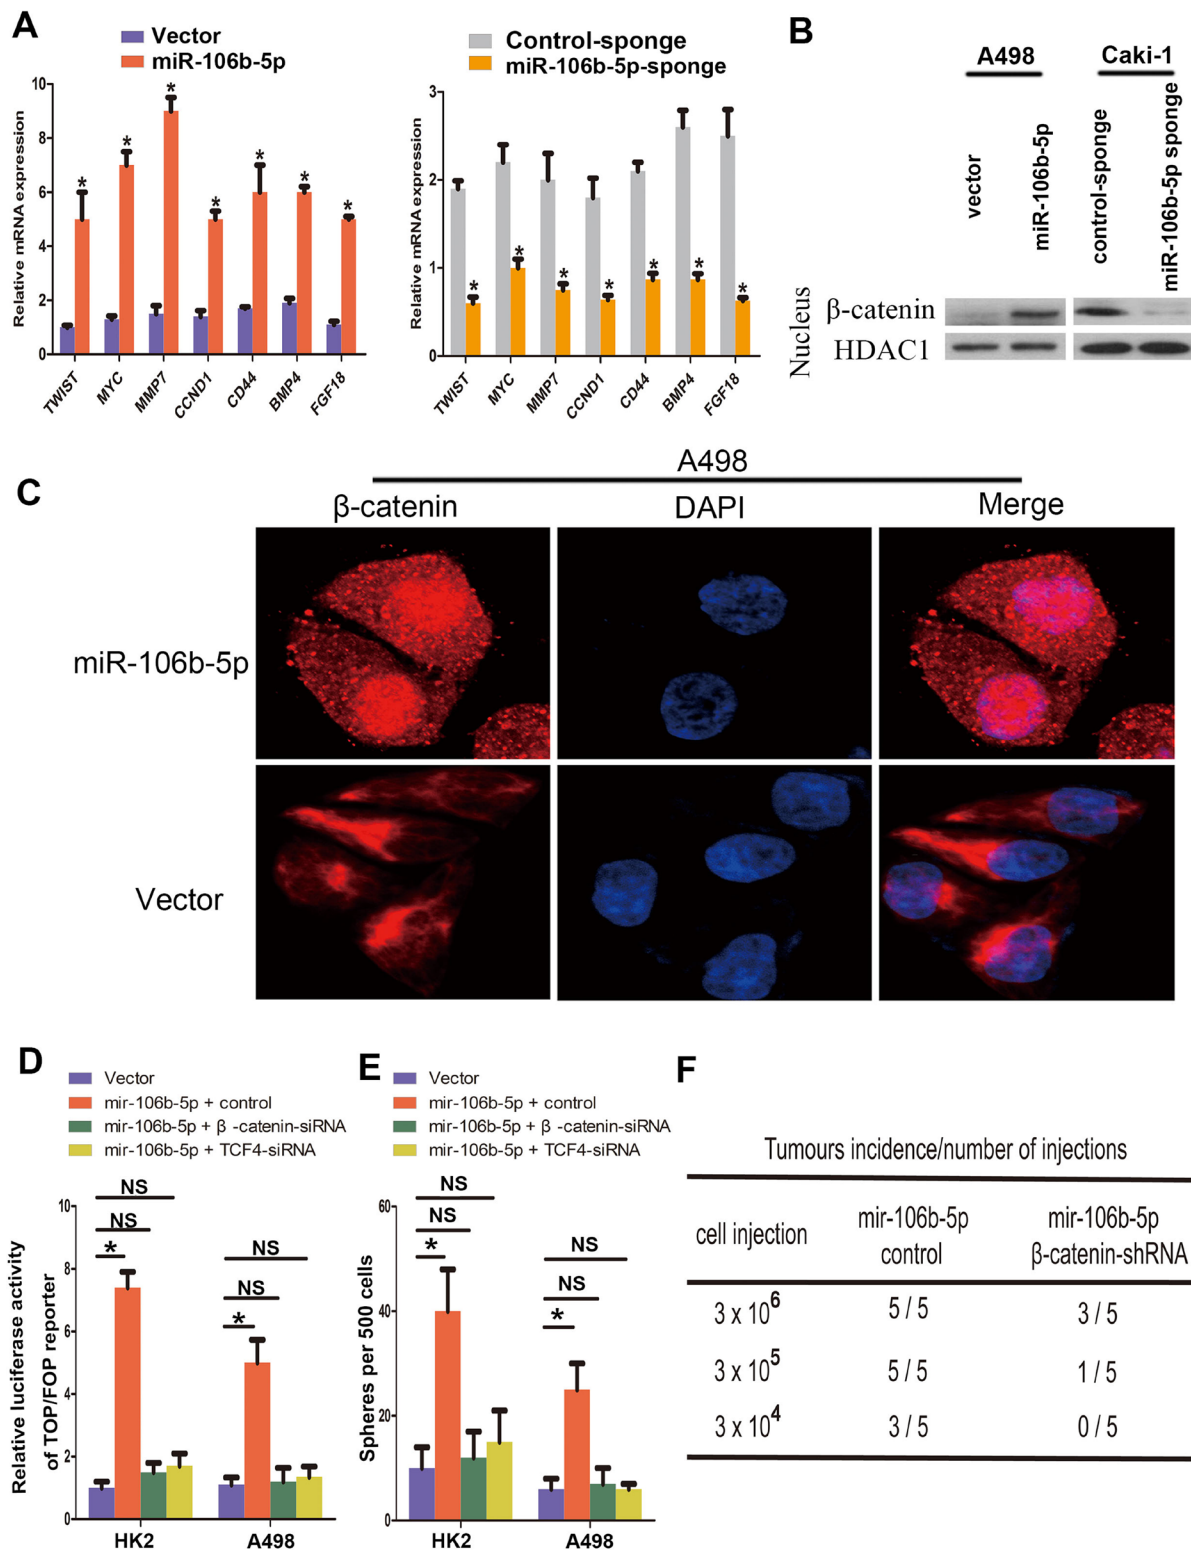 A
Vector
miR-106b-5p
Relative mRNA expression
10
8
6
4
2
0
* * * * * * *
TWIST MYC MMP7 CCND1 CD44 BMP4 FGF18
Control-sponge
miR-106b-5p-sponge
Relative mRNA expression
3
2
1
0
* * * * * * *
TWIST MYC MMP7 CCND1 CD44 BMP4 FGF18
B
A498 Caki-1
vector
miR-106b-5p
control-sponge
miR-106b-5p sponge
Nucleus
β-catenin
HDAC1
C
A498
β-catenin DAPI Merge
miR-106b-5p
Vector
D
Vector
mir-106b-5p + control
mir-106b-5p + β -catenin-siRNA
mir-106b-5p + TCF4-siRNA
Relative luciferase activity
of TOP/FOP reporter
10
8
6
4
2
0
NS
NS
*
NS
NS
*
HK2 A498
E
Vector
mir-106b-5p + control
mir-106b-5p + β -catenin-siRNA
mir-106b-5p + TCF4-siRNA
Spheres per 500 cells
60
40
20
0
NS
NS
*
NS
NS
*
HK2 A498
F
Tumours incidence/number of injections
cell injection mir-106b-5p control mir-106b-5p β-catenin-shRNA
3 x 10⁶ 5 / 5 3 / 5
3 x 10⁵ 5 / 5 1 / 5
3 x 10⁴ 3 / 5 0 / 5